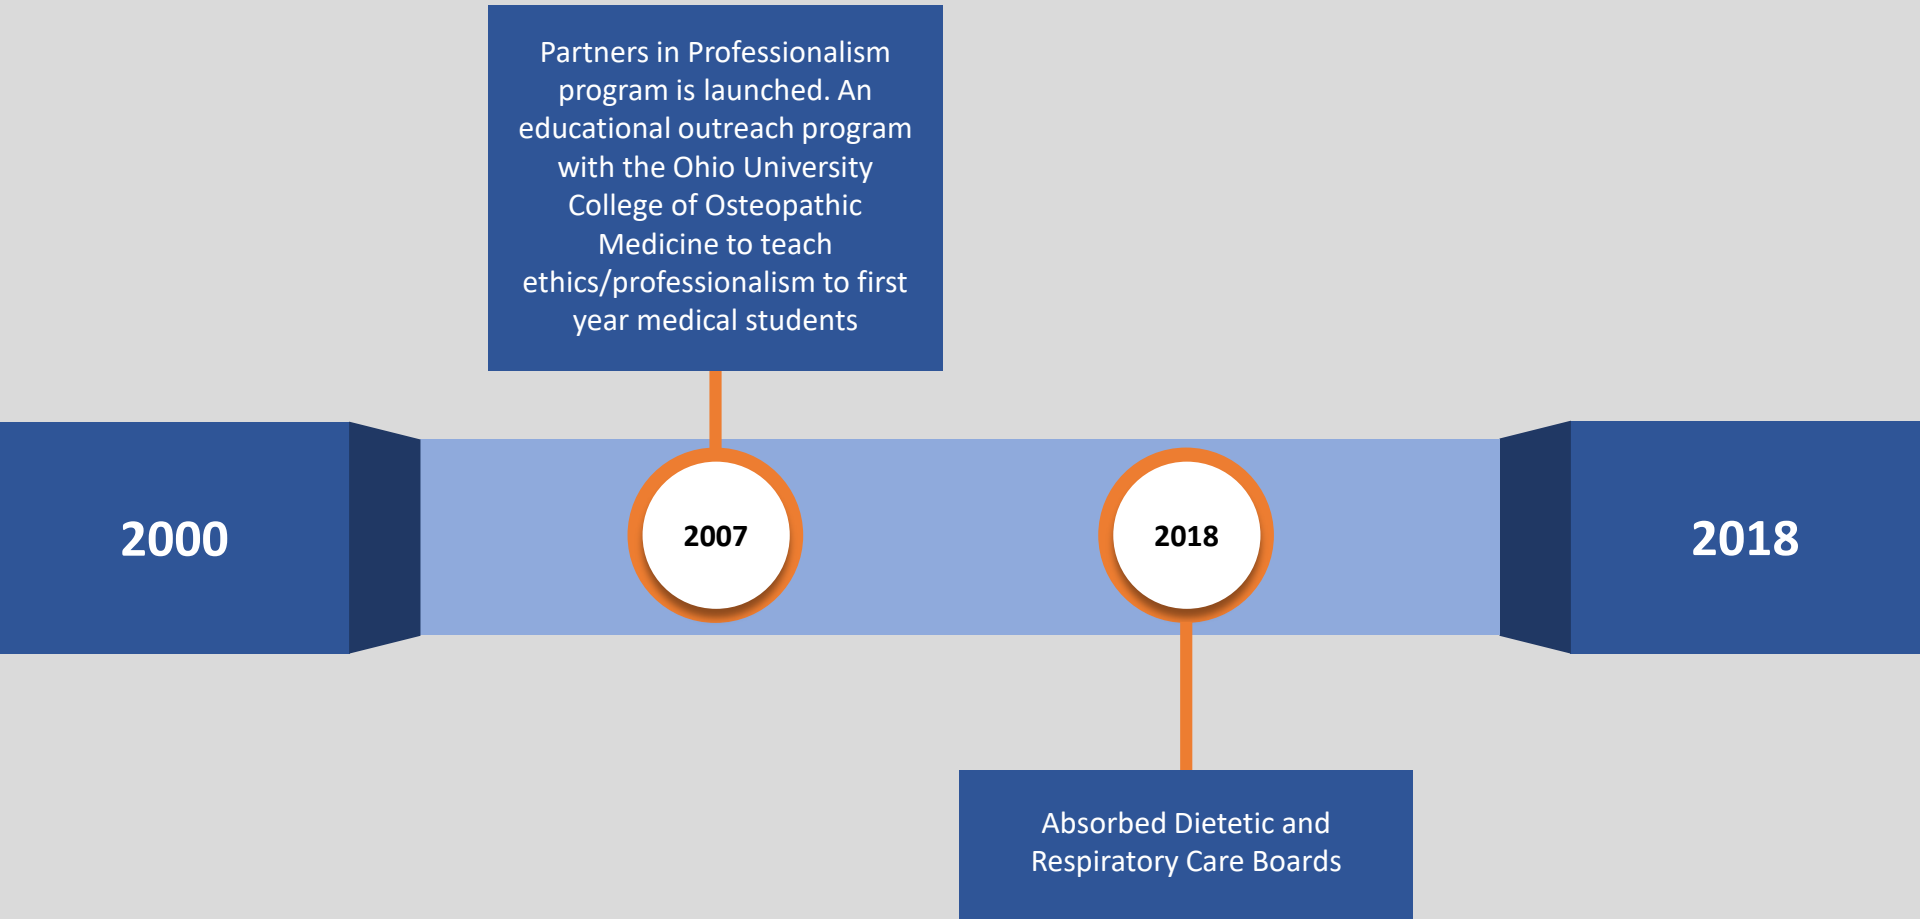 Partners in Professionalism
program is launched. An
educational outreach program
with the Ohio University
College of Osteopathic
Medicine to teach
ethics/professionalism to first
year medical students
2000
2007
2018
2018
Absorbed Dietetic and
Respiratory Care Boards